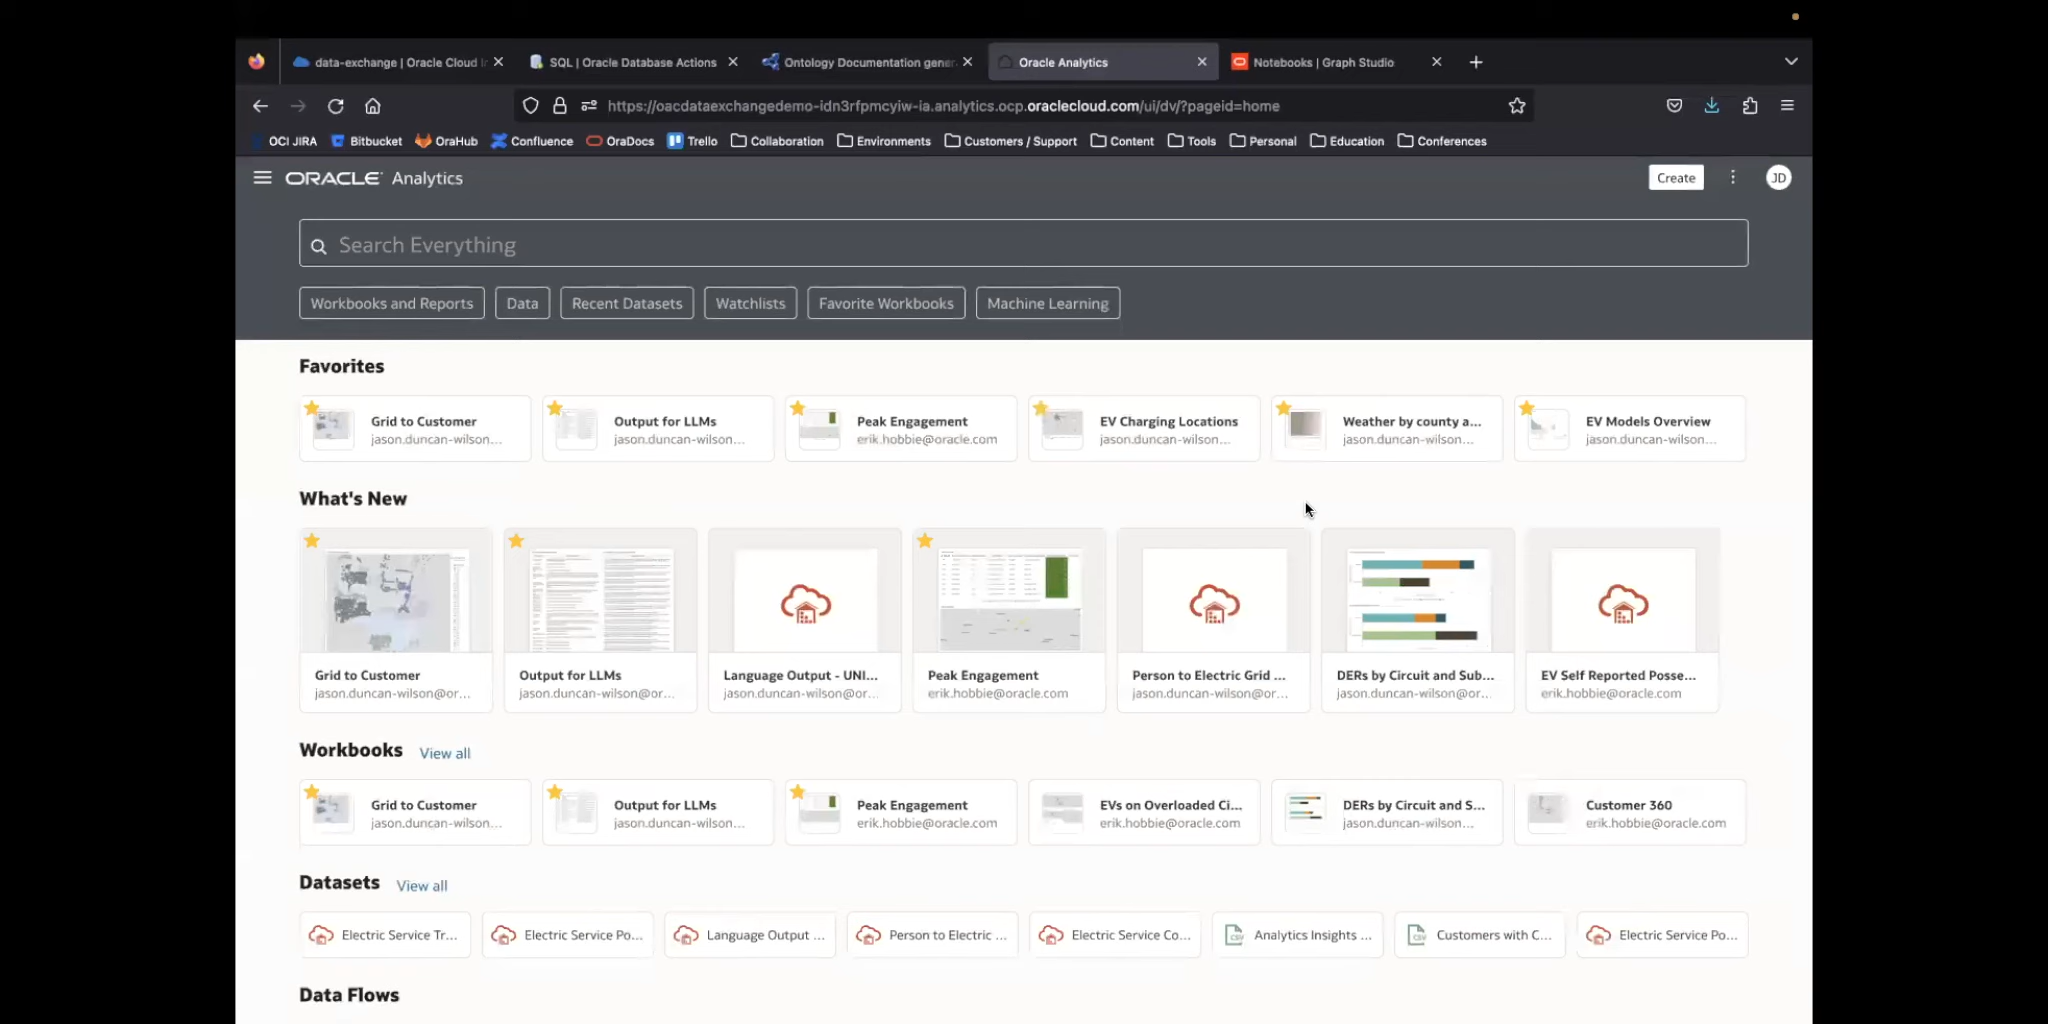 data-exchange | Oracle Cloud I
SQL | Oracle Database Actions
Ontology Documentation gener
Oracle Analytics
Notebooks | Graph Studio
https://oacdataexchangedemo-idn3rfpmcyiw-ia.analytics.ocp.oraclecloud.com/ui/dv/?pageid=home
OCI JIRA
Bitbucket
OraHub
Confluence
OraDocs
Trello
Collaboration
Environments
Customers / Support
Content
Tools
Personal
Education
Conferences
ORACLE Analytics
Create
JD
Search Everything
Workbooks and Reports
Data
Recent Datasets
Watchlists
Favorite Workbooks
Machine Learning
Favorites
Grid to Customer
jason.duncan-wilson...
Output for LLMs
jason.duncan-wilson...
Peak Engagement
erik.hobbie@oracle.com
EV Charging Locations
jason.duncan-wilson...
Weather by county a...
jason.duncan-wilson...
EV Models Overview
jason.duncan-wilson...
What's New
Grid to Customer
jason.duncan-wilson@or...
Output for LLMs
jason.duncan-wilson@or...
Language Output - UNI...
jason.duncan-wilson@or...
Peak Engagement
erik.hobbie@oracle.com
Person to Electric Grid ...
jason.duncan-wilson@or...
DERs by Circuit and Sub...
jason.duncan-wilson@or...
EV Self Reported Posse...
erik.hobbie@oracle.com
Workbooks View all
Grid to Customer
jason.duncan-wilson...
Output for LLMs
jason.duncan-wilson...
Peak Engagement
erik.hobbie@oracle.com
EVs on Overloaded Ci...
erik.hobbie@oracle.com
DERs by Circuit and S...
jason.duncan-wilson...
Customer 360
erik.hobbie@oracle.com
Datasets View all
Electric Service Tr...
Electric Service Po...
Language Output ...
Person to Electric ...
Electric Service Co...
Analytics Insights ...
Customers with C...
Electric Service Po...
Data Flows